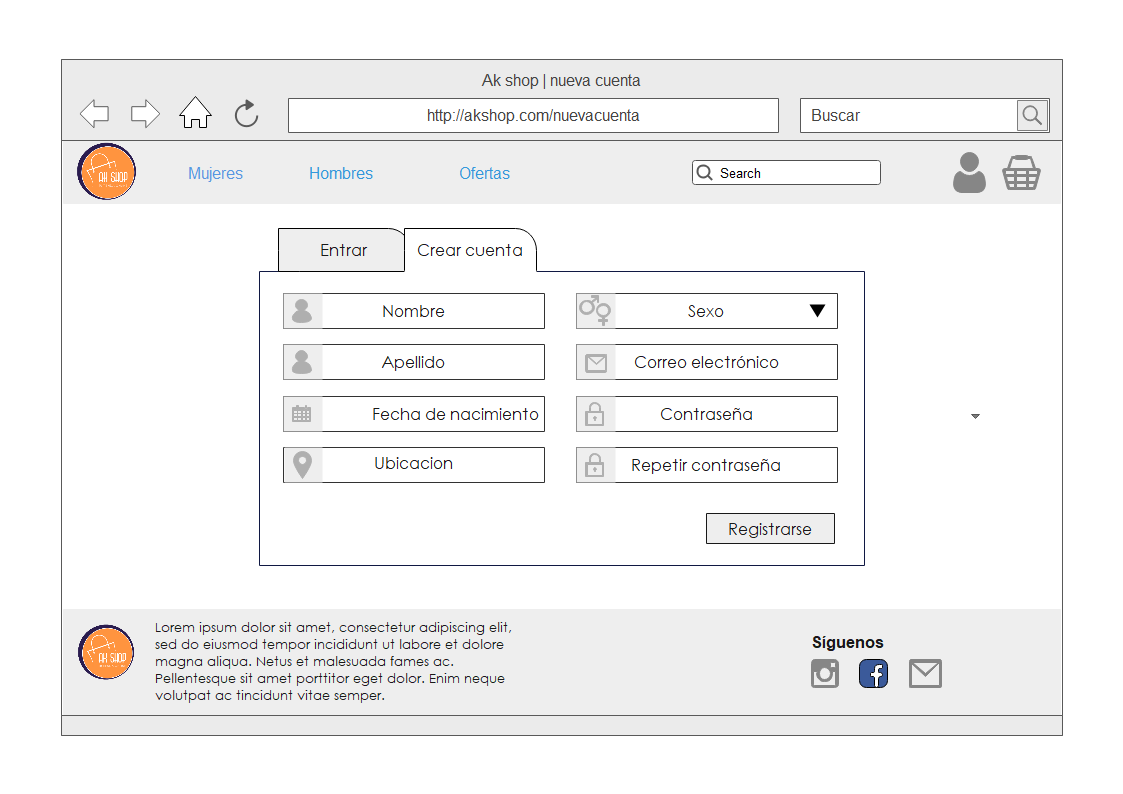 Ak shop | nueva cuenta
http://akshop.com/nuevacuenta
Buscar
AK SHOP
Mujeres
Hombres
Ofertas
Search
Entrar
Crear cuenta
Nombre
Sexo
Apellido
Correo electrónico
Fecha de nacimiento
Contraseña
Ubicacion
Repetir contraseña
Registrarse
AK SHOP
Lorem ipsum dolor sit amet, consectetur adipiscing elit,
sed do eiusmod tempor incididunt ut labore et dolore
magna aliqua. Netus et malesuada fames ac.
Pellentesque sit amet porttitor eget dolor. Enim neque
volutpat ac tincidunt vitae semper.
Síguenos